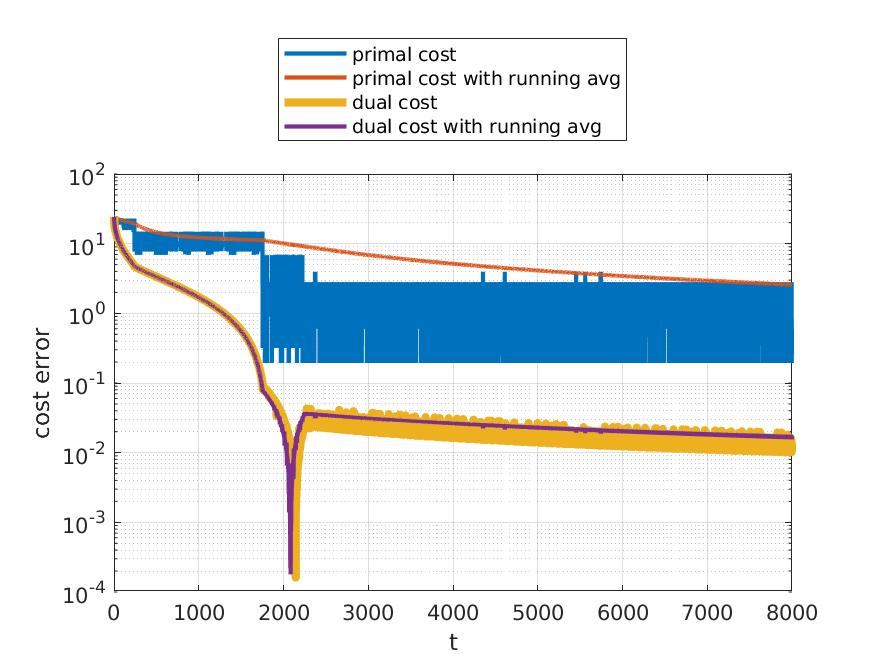 primal cost
primal cost with running avg
dual cost
dual cost with running avg
10^2
10^1
10^0
10^-1
10^-2
10^-3
10^-4
cost error
0 1000 2000 3000 4000 5000 6000 7000 8000
t